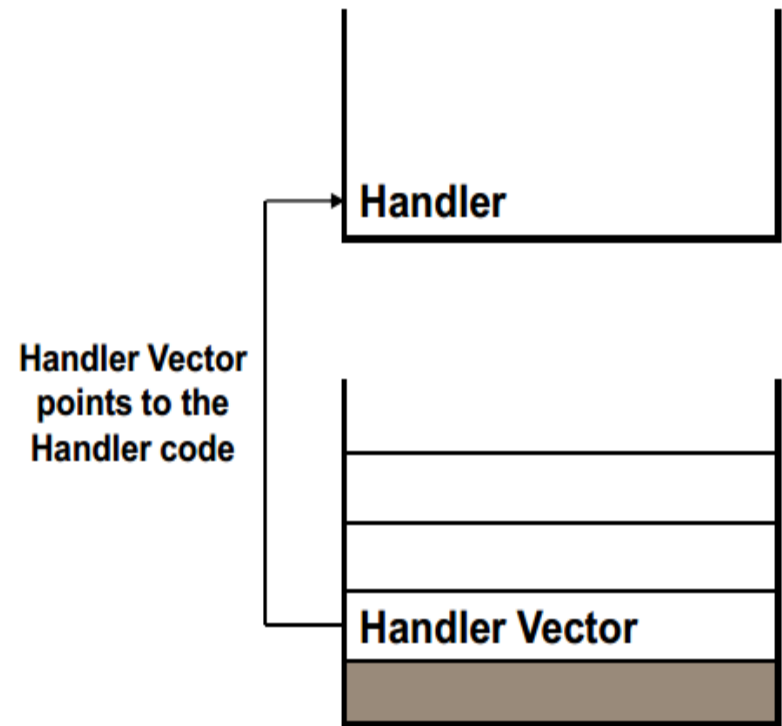 Handler
Handler Vector
points to the
Handler code
Handler Vector